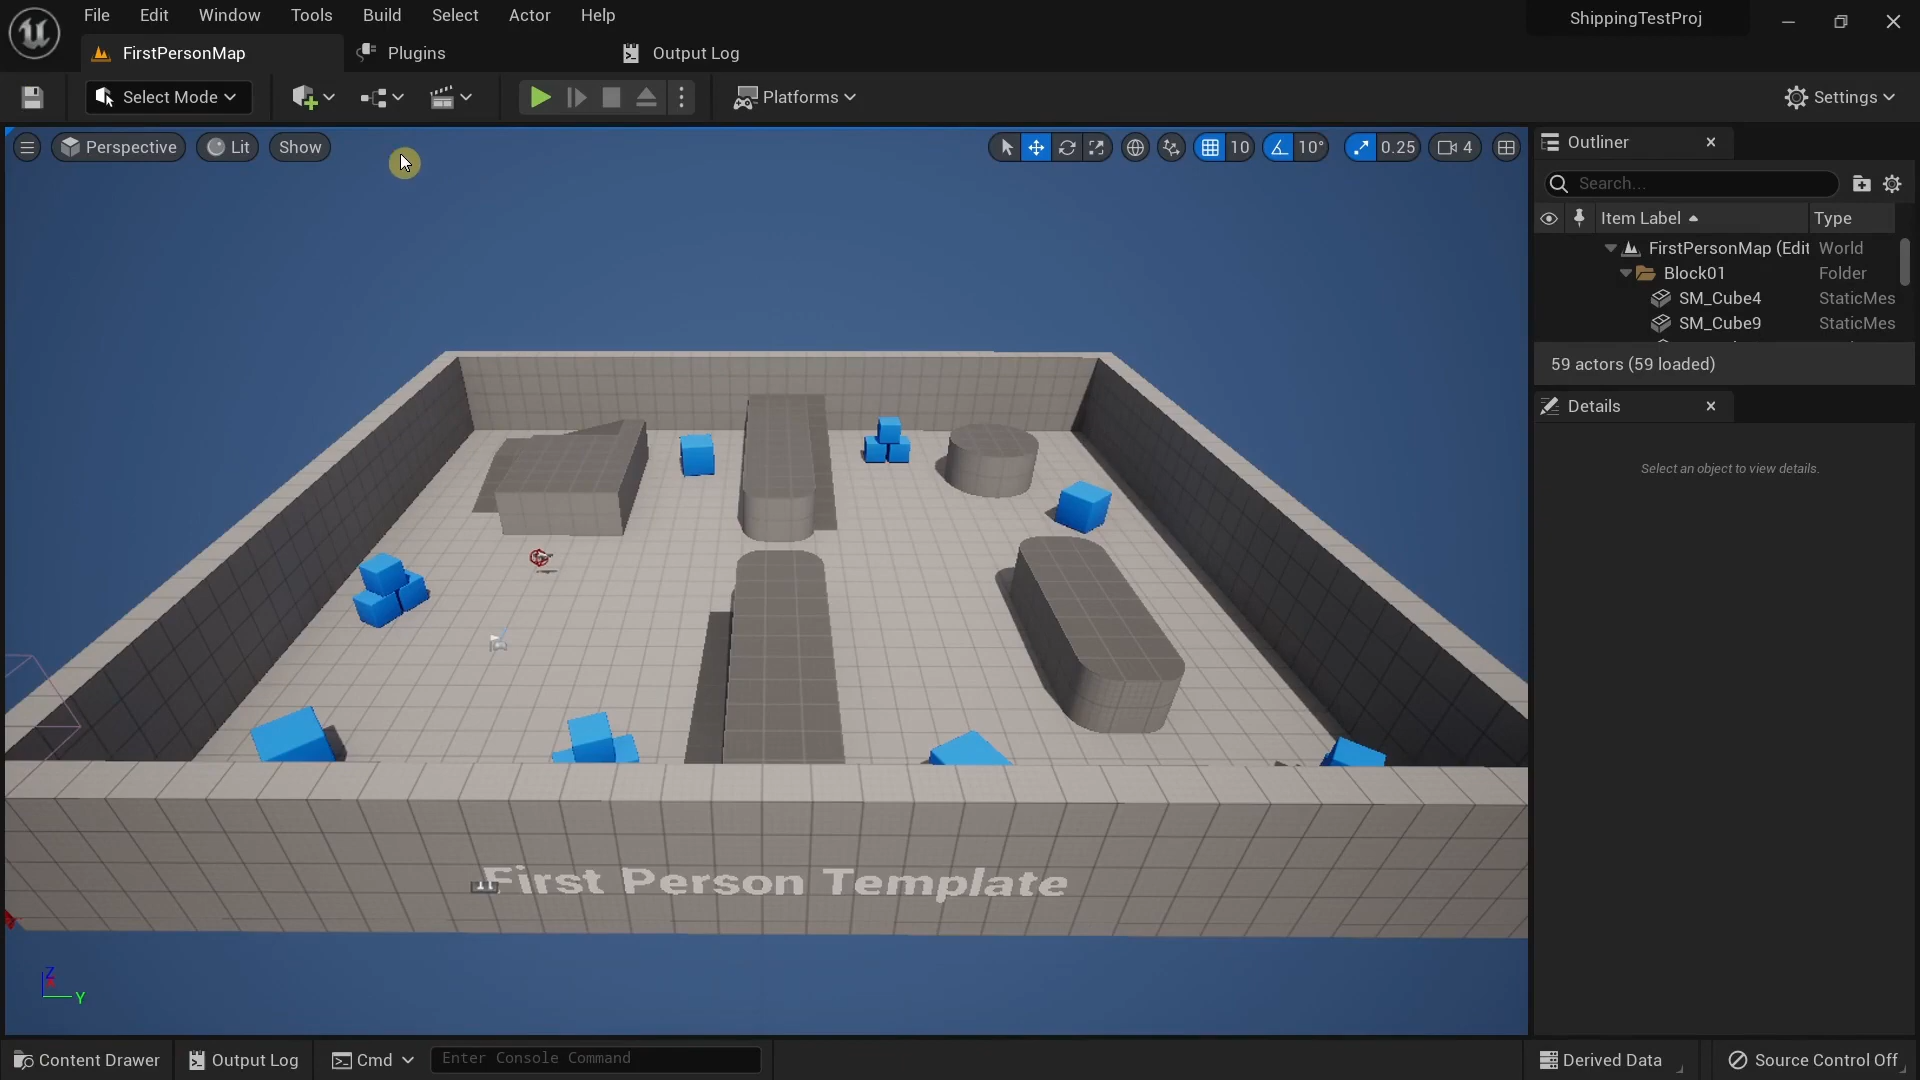 File Edit Window Tools Build Select Actor Help
ShippingTestProj
FirstPersonMap
Plugins
Output Log
Select Mode
Platforms
Settings
Perspective
Lit
Show
10
10°
0.25
4
Outliner
Search...
Item Label
Type
FirstPersonMap (Edit World
Block01 Folder
SM_Cube4 StaticMes
SM_Cube9 StaticMes
59 actors (59 loaded)
Details
Select an object to view details.
First Person Template
Z
Y
Content Drawer
Output Log
Cmd
Enter Console Command
Derived Data
Source Control Off